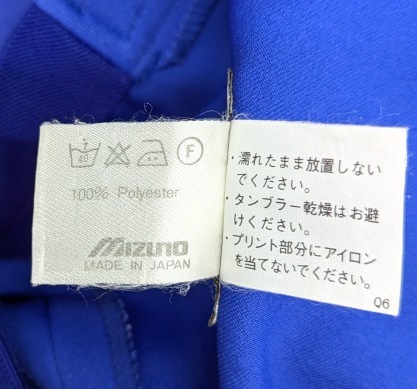 40
F
100% Polyester
MIZUNO
MADE IN JAPAN
・濡れたまま放置しない
でください。
・タンブラー乾燥はお避
けください。
・プリント部分にアイロン
を当てないでください。
Q6